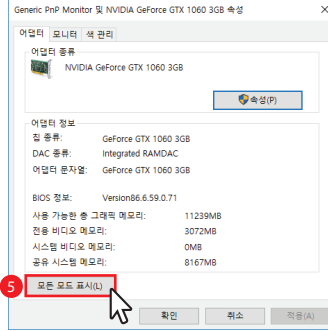 Generic PnP Monitor 및 NVIDIA GeForce GTX 1060 3GB 속성
어댑터 모니터 색 관리
어댑터 종류
NVIDIA GeForce GTX 1060 3GB
속성(P)
어댑터 정보
칩 종류: GeForce GTX 1060 3GB
DAC 종류: Integrated RAMDAC
어댑터 문자열: GeForce GTX 1060 3GB
BIOS 정보: Version86.6.59.0.71
사용 가능한 총 그래픽 메모리: 11239MB
전용 비디오 메모리: 3072MB
시스템 비디오 메모리: 0MB
공유 시스템 메모리: 8167MB
5 모든 모드 표시(L)
확인 취소 적용(A)